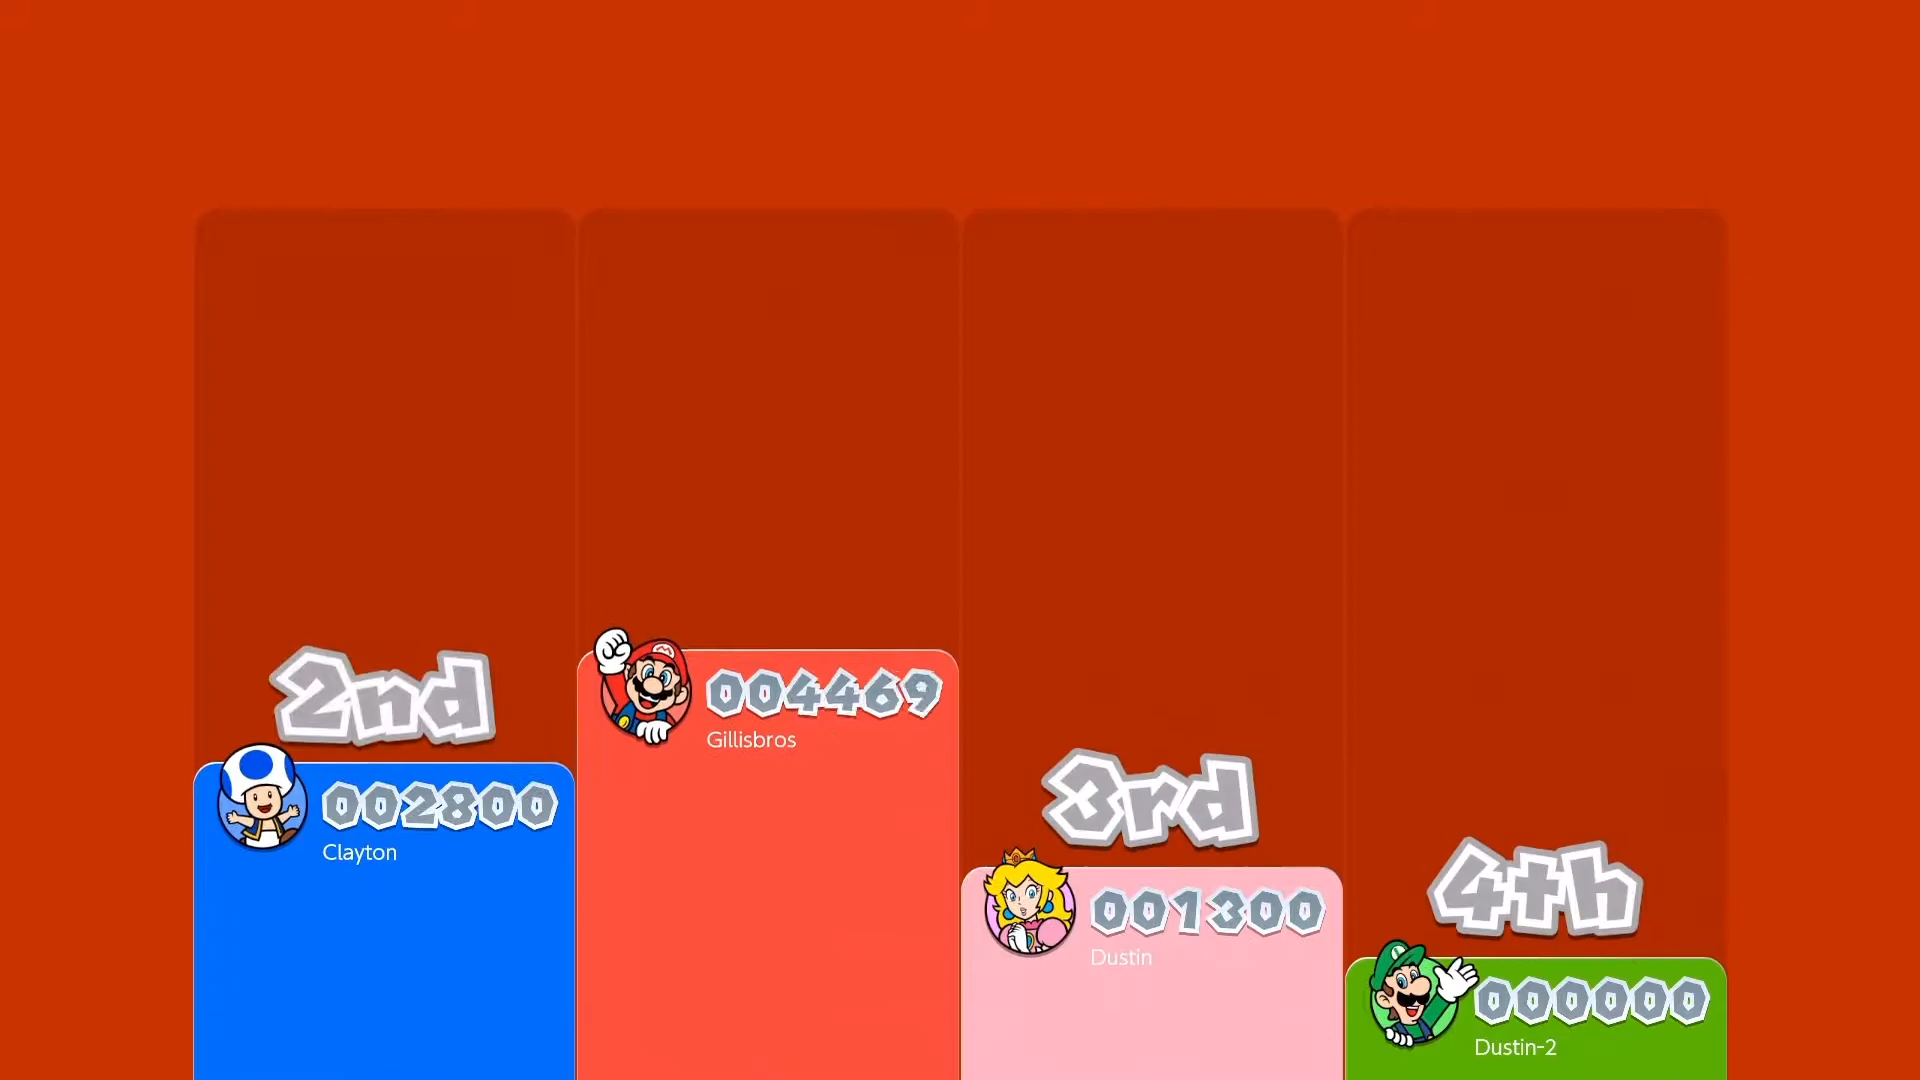 2nd
002800
Clayton
004469
Gillisbros
3rd
001300
Dustin
4th
000000
Dustin-2